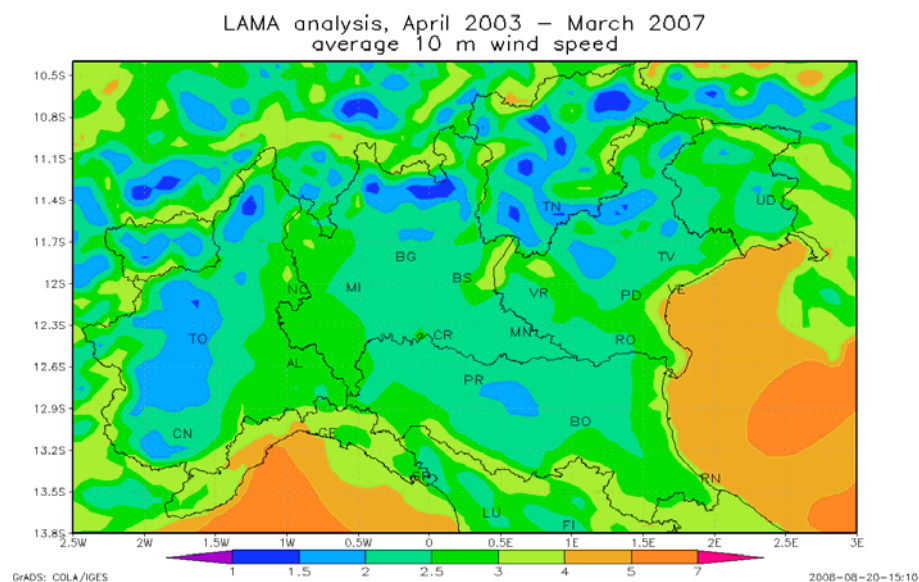 LAMA analysis, April 2003 – March 2007
average 10 m wind speed
10.5S
10.8S
11.1S
11.4S
11.7S
12S
12.3S
12.6S
12.9S
13.2S
13.5S
13.8S
TN
UD
BG
TV
BS
NO
MI
VR
PD
VE
TO
CR
MN
RO
AL
PR
BO
CN
GE
SP
RN
LU
FI
2.5W
2W
1.5W
1W
0.5W
0
0.5E
1E
1.5E
2E
2.5E
3E
1 1.5 2 2.5 3 4 5 7
GrADS: COLA/IGES
2008-08-20-15:10